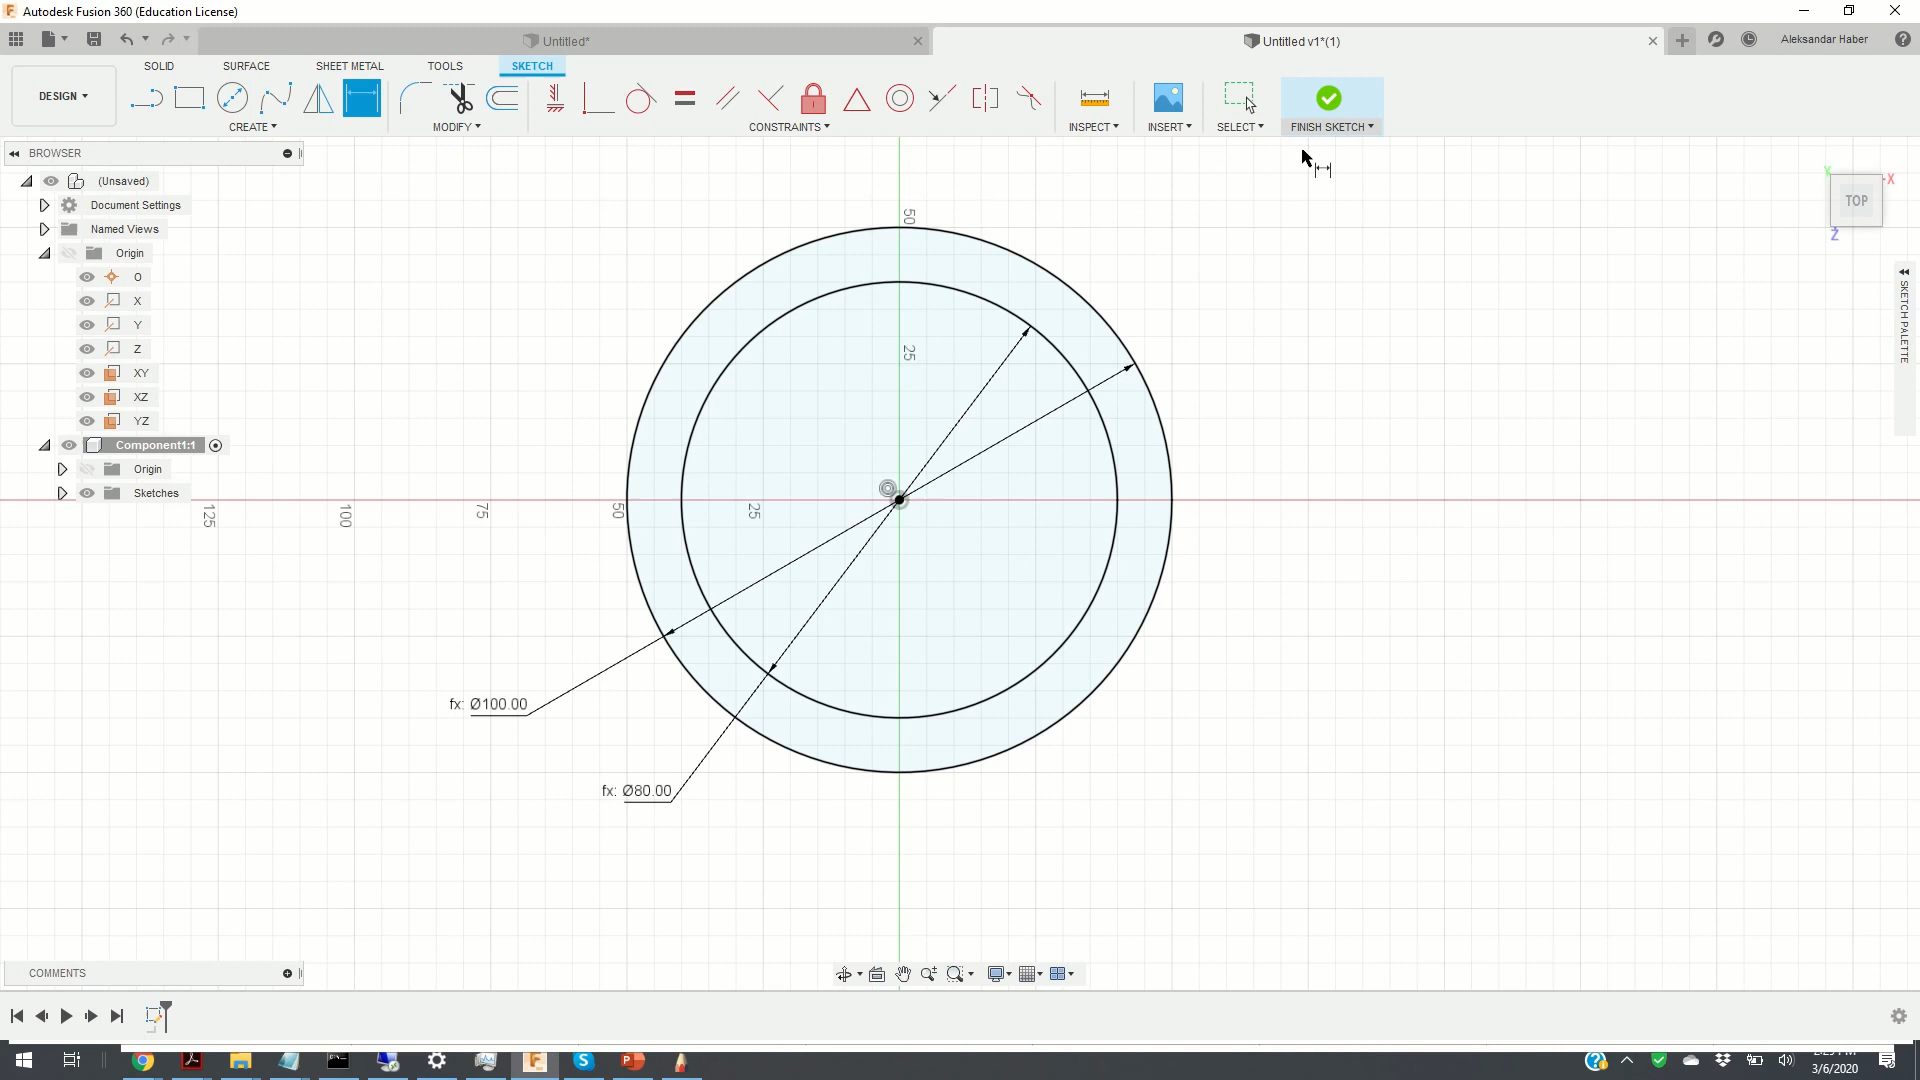 Autodesk Fusion 360 (Education License)
Untitled*
Untitled v1*(1)
Aleksandar Haber
SOLID
SURFACE
SHEET METAL
TOOLS
SKETCH
DESIGN
CREATE
MODIFY
CONSTRAINTS
INSPECT
INSERT
SELECT
FINISH SKETCH
BROWSER
(Unsaved)
Document Settings
Named Views
Origin
O
X
Y
Z
XY
XZ
YZ
Component1:1
Origin
Sketches
TOP
X
Z
SKETCH PALETTE
50
25
125
100
75
50
25
fx: Ø100.00
fx: Ø80.00
COMMENTS
3/6/2020